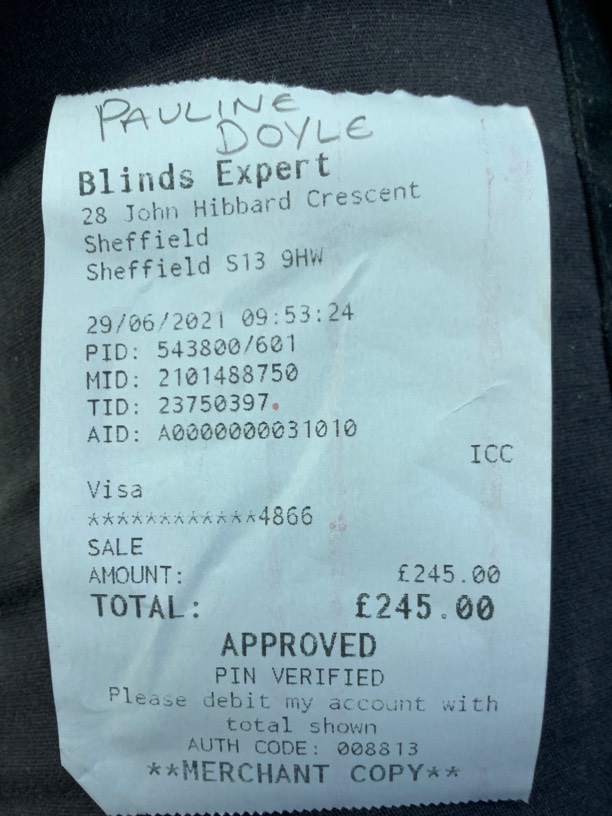 PAULINE
DOYLE
Blinds Expert
28 John Hibbard Crescent
Sheffield
Sheffield S13 9HW
29/06/2021 09:53:24
PID: 543800/601
MID: 2101488750
TID: 23750397
AID: A0000000031010
ICC
Visa
************4866
SALE
AMOUNT: £245.00
TOTAL: £245.00
APPROVED
PIN VERIFIED
Please debit my account with
total shown
AUTH CODE: 008813
**MERCHANT COPY**